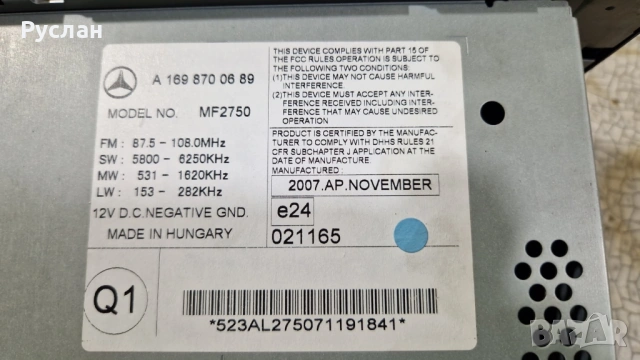 Руслан
A 169 870 06 89
MODEL NO. MF2750
FM : 87.5 - 108.0MHz
SW : 5800 - 6250KHz
MW : 531 - 1620KHz
LW : 153 - 282KHz
12V D.C.NEGATIVE GND.
MADE IN HUNGARY
THIS DEVICE COMPLIES WITH PART 15 OF
THE FCC RULES OPERATION IS SUBJECT TO
THE FOLLOWING TWO CONDITIONS:
(1)THIS DEVICE MAY NOT CAUSE HARMFUL
INTERFERENCE.
(2)THIS DEVICE MUST ACCEPT ANY INTER-
FERENCE RECEIVED INCLUDING INTER-
FERENCE THAT MAY CAUSE UNDESIRED
OPERATION
PRODUCT IS CERTIFIED BY THE MANUFAC-
TURER TO COMPLY WITH DHHS RULES 21
CFR SUBCHAPTER J APPLICATION AT THE
DATE OF MANUFACTURE.
MANUFACTURED :
2007.AP.NOVEMBER
e24
021165
Q1
*523AL275071191841*
bazar.bg